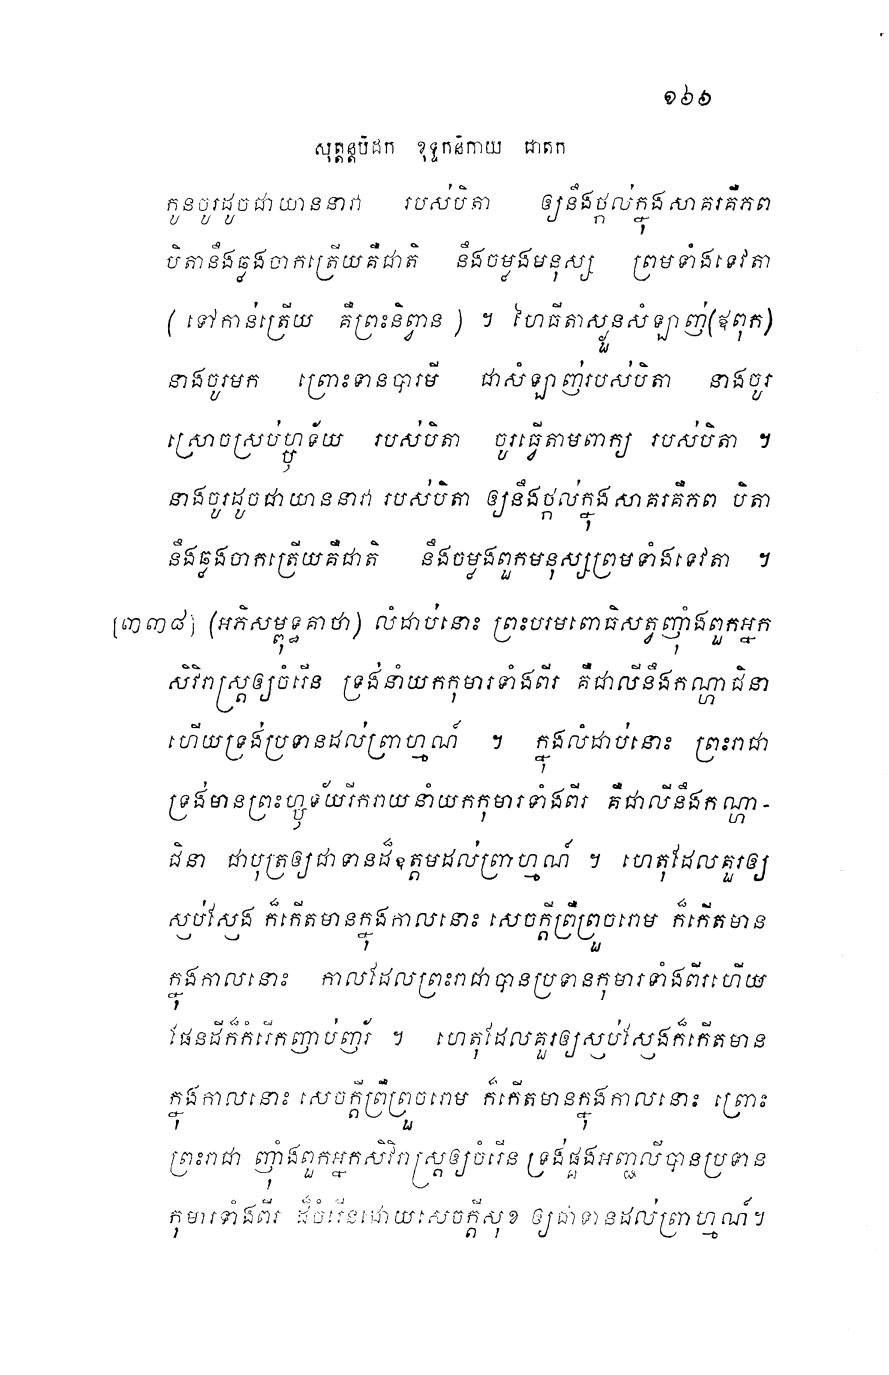 ១៦១
សុត្តន្តបិដក ខុទ្ទកនិកាយ ជាតក
កូនចូរដូចជាយាននាវា របស់បិតា ឲ្យនឹងថ្កល់ក្នុងសាគរគឺភព
បិតានឹងឆ្លងចាកត្រើយគឺជាតិ នឹងចម្លងមនុស្ស ព្រមទាំងទេវតា
(ទៅកាន់ត្រើយ គឺព្រះនិព្វាន) ។ ហៃធីតាស្ងួនសំឡាញ់(ឪពុក)
នាងចូរមក ព្រោះទានបារមី ជាសំឡាញ់របស់បិតា នាងចូរ
ស្រោចស្រប់ហ្ឫទ័យ របស់បិតា ចូរធ្វើតាមពាក្យ របស់បិតា ។
នាងចូរដូចជាយាននាវា របស់បិតា ឲ្យនឹងថ្កល់ក្នុងសាគរគឺភព បិតា
នឹងឆ្លងចាកត្រើយគឺជាតិ នឹងចម្លងពួកមនុស្សព្រមទាំងទេវតា ។
[៣៣៨] (អភិសម្ពុទ្ធគាថា) លំដាប់នោះ ព្រះបរមពោធិសត្វញ៉ាំងពួកអ្នក
សិវិរាស្ត្រឲ្យចំរើន ទ្រង់នាំយកកុមារទាំងពីរ គឺជាលីនឹងកណ្ហាជិនា
ហើយទ្រង់ប្រទានដល់ព្រាហ្មណ៍ ។ ក្នុងលំដាប់នោះ ព្រះរាជា
ទ្រង់មានព្រះហ្ឫទ័យរីករាយនាំយកកុមារទាំងពីរ គឺជាលីនឹងកណ្ហា-
ជិនា ជាបុត្រឲ្យជាទានដ៏ឧត្តមដល់ព្រាហ្មណ៍ ។ ហេតុដែលគួរឲ្យ
ស្ញប់ស្ញែង ក៏កើតមានក្នុងកាលនោះ សេចក្តីព្រឺព្រួចរោម ក៏កើតមាន
ក្នុងកាលនោះ កាលដែលព្រះរាជាបានប្រទានកុមារទាំងពីរហើយ
ផែនដីក៏កំរើកញាប់ញ័រ ។ ហេតុដែលគួរឲ្យស្ញប់ស្ញែងក៏កើតមាន
ក្នុងកាលនោះ សេចក្តីព្រឺព្រួចរោម ក៏កើតមានក្នុងកាលនោះ ព្រោះ
ព្រះរាជា ញ៉ាំងពួកអ្នកសិវិរាស្ត្រឲ្យចំរើន ទ្រង់ផ្គងអញ្ជលីបានប្រទាន
កុមារទាំងពីរ ដ៏ចំរើនដោយសេចក្តីសុខ ឲ្យជាទានដល់ព្រាហ្មណ៍។